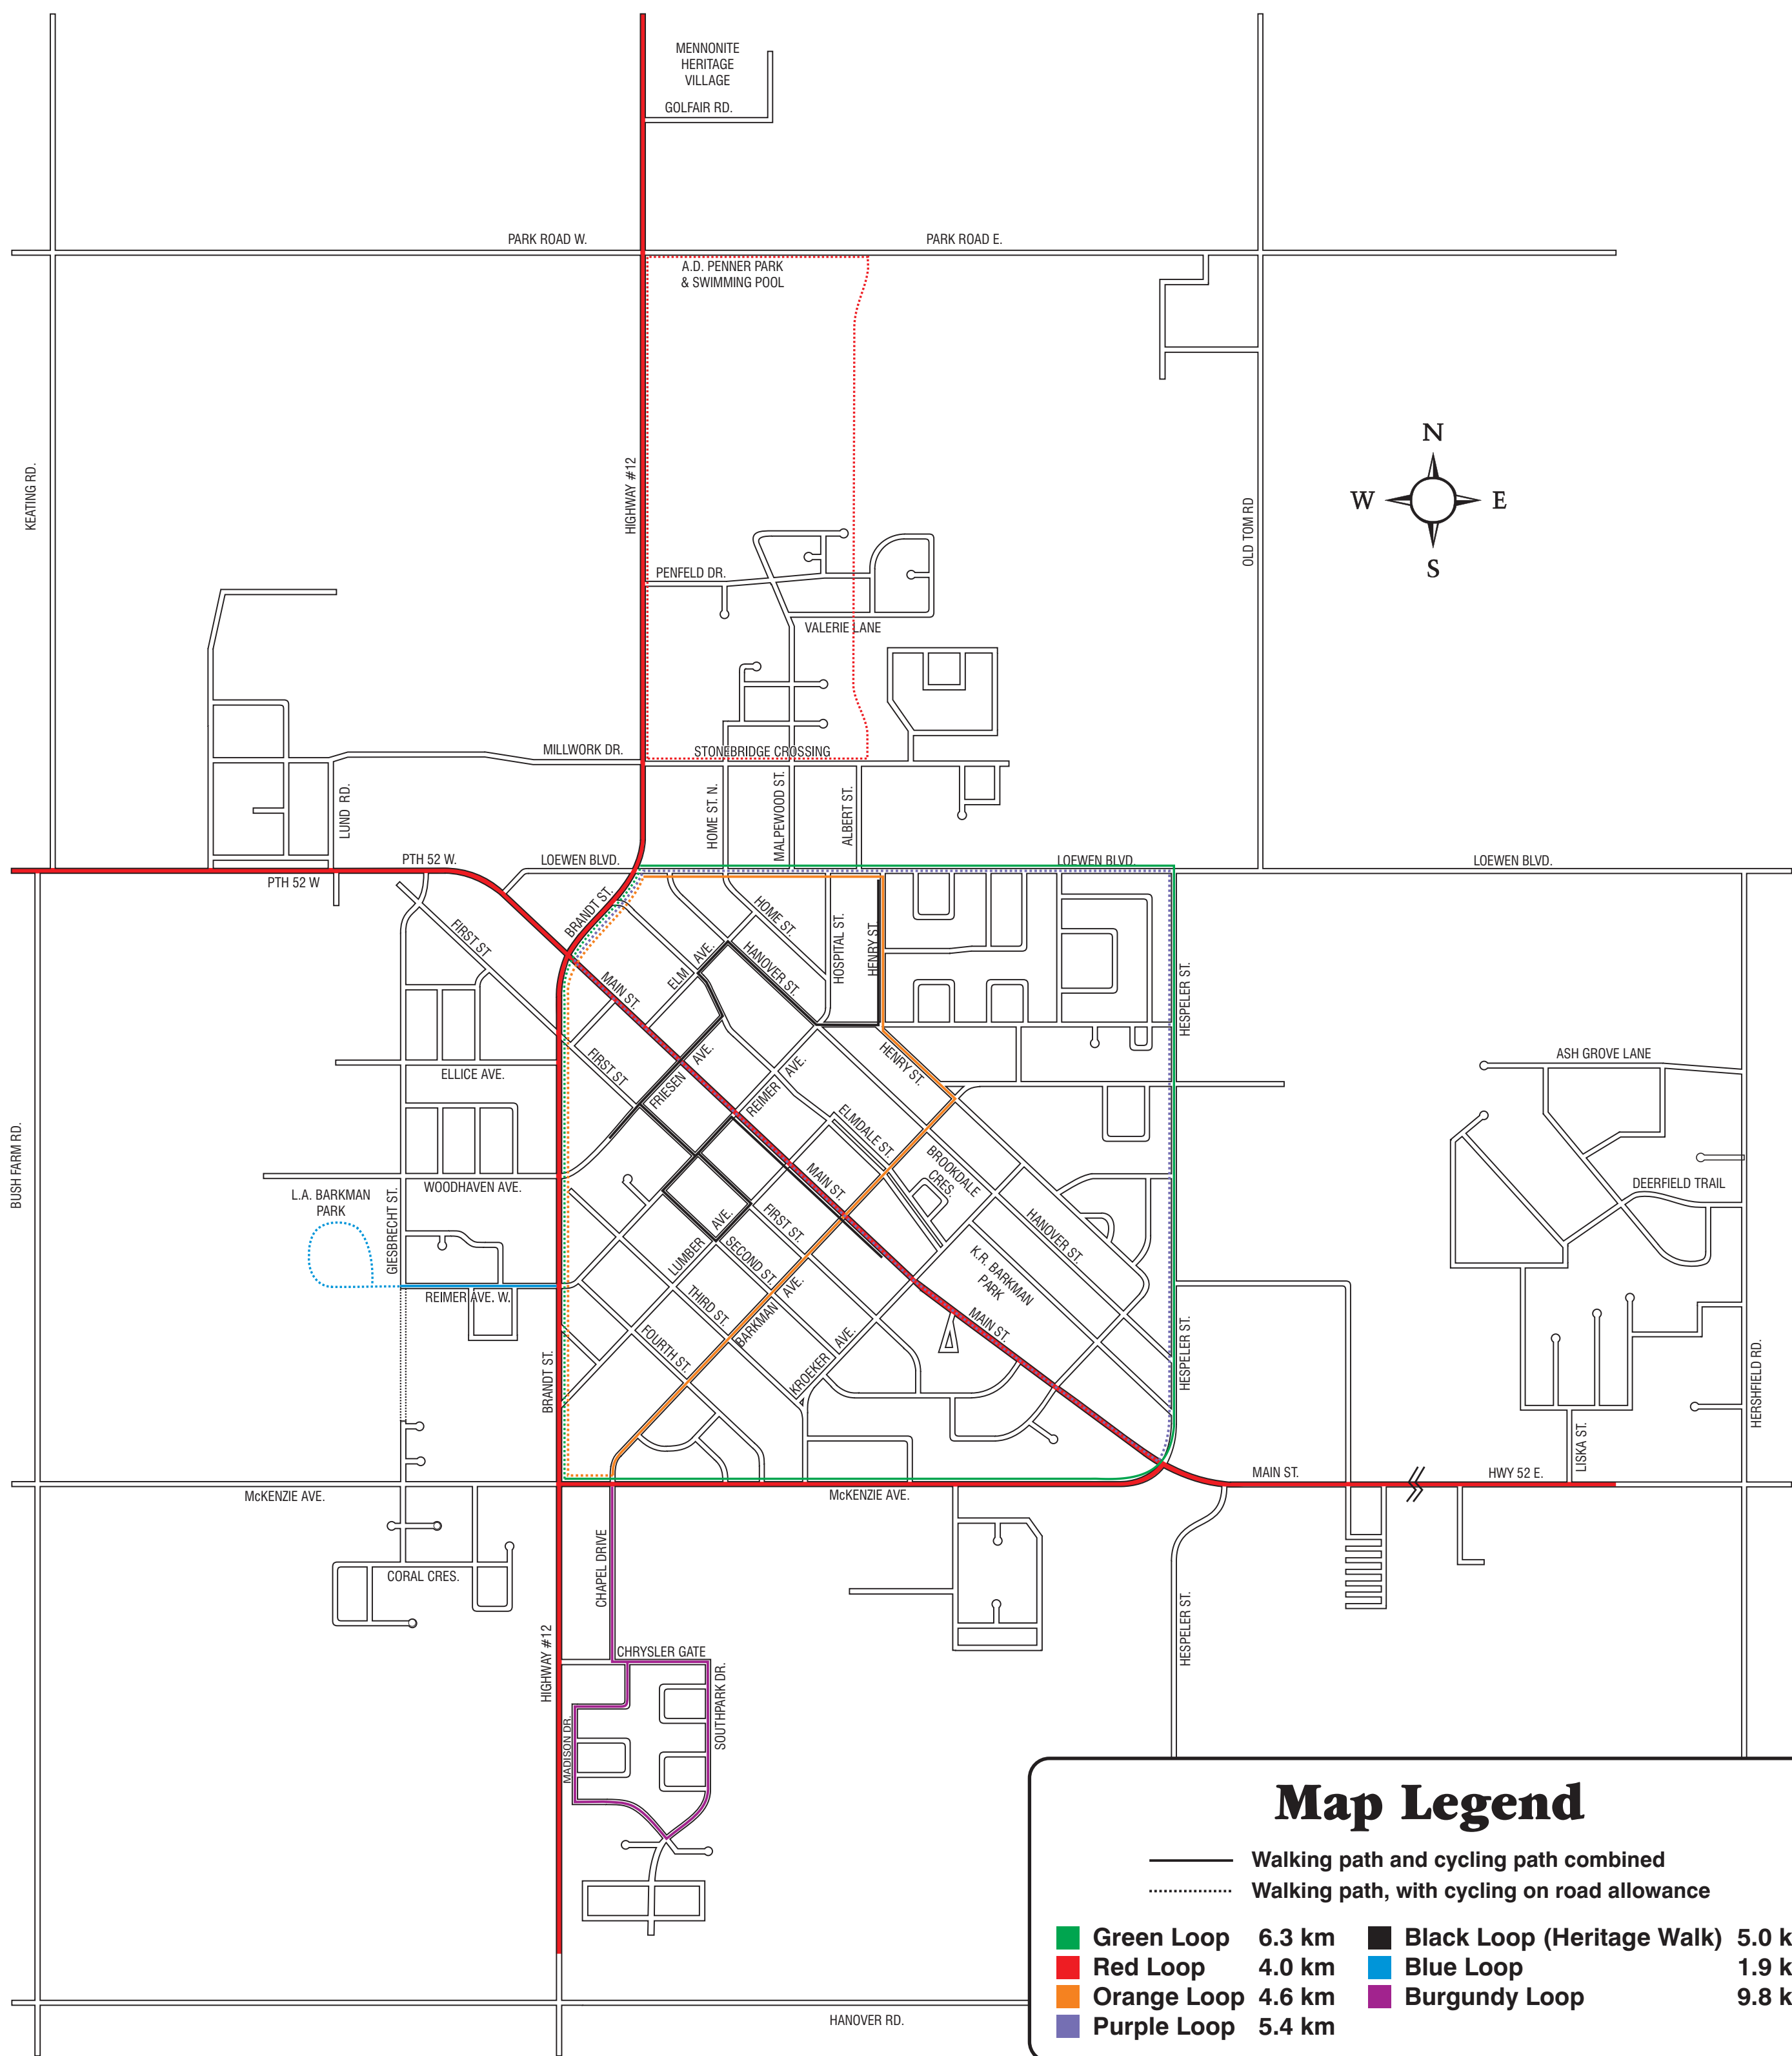 MENNONITE
HERITAGE
VILLAGE
GOLFAIR RD.
PARK ROAD W.
PARK ROAD E.
A.D. PENNER PARK
& SWIMMING POOL
N
W
E
S
KEATING RD.
HIGHWAY #12
OLD TOM RD
PENFELD DR.
VALERIE LANE
MILLWORK DR.
STONEBRIDGE CROSSING
LUND RD.
HOME ST. N.
MALPEWOOD ST.
ALBERT ST.
PTH 52 W.
LOEWEN BLVD.
LOEWEN BLVD.
LOEWEN BLVD.
PTH 52 W
BRANDT ST.
FIRST ST
HOME ST.
HANOVER ST.
HOSPITAL ST.
HENRY ST.
ELM AVE.
MAIN ST.
HESPELER ST.
FIRST ST
FRIESEN AVE.
REIMER AVE.
HENRY ST.
ELLICE AVE.
ASH GROVE LANE
ELMDALE ST.
BROOKDALE
CRES.
BUSH FARM RD.
WOODHAVEN AVE.
L.A. BARKMAN
PARK
GIESBRECHT ST.
MAIN ST.
DEERFIELD TRAIL
LUMBER AVE.
FIRST ST.
SECOND ST.
HANOVER ST.
K.R. BARKMAN
PARK
REIMER AVE. W.
THIRD ST.
BARKMAN AVE.
FOURTH ST.
KROEKER AVE.
MAIN ST.
BRANDT ST.
HESPELER ST.
HERSHFIELD RD.
LISKA ST.
MAIN ST.
HWY 52 E.
McKENZIE AVE.
McKENZIE AVE.
CORAL CRES.
CHAPEL DRIVE
HIGHWAY #12
CHRYSLER GATE
SOUTHPARK DR.
MADISON DR.
HESPELER ST.
HANOVER RD.
Map Legend
Walking path and cycling path combined
Walking path, with cycling on road allowance
Green Loop 6.3 km
Red Loop 4.0 km
Orange Loop 4.6 km
Purple Loop 5.4 km
Black Loop (Heritage Walk) 5.0 k
Blue Loop 1.9 k
Burgundy Loop 9.8 k